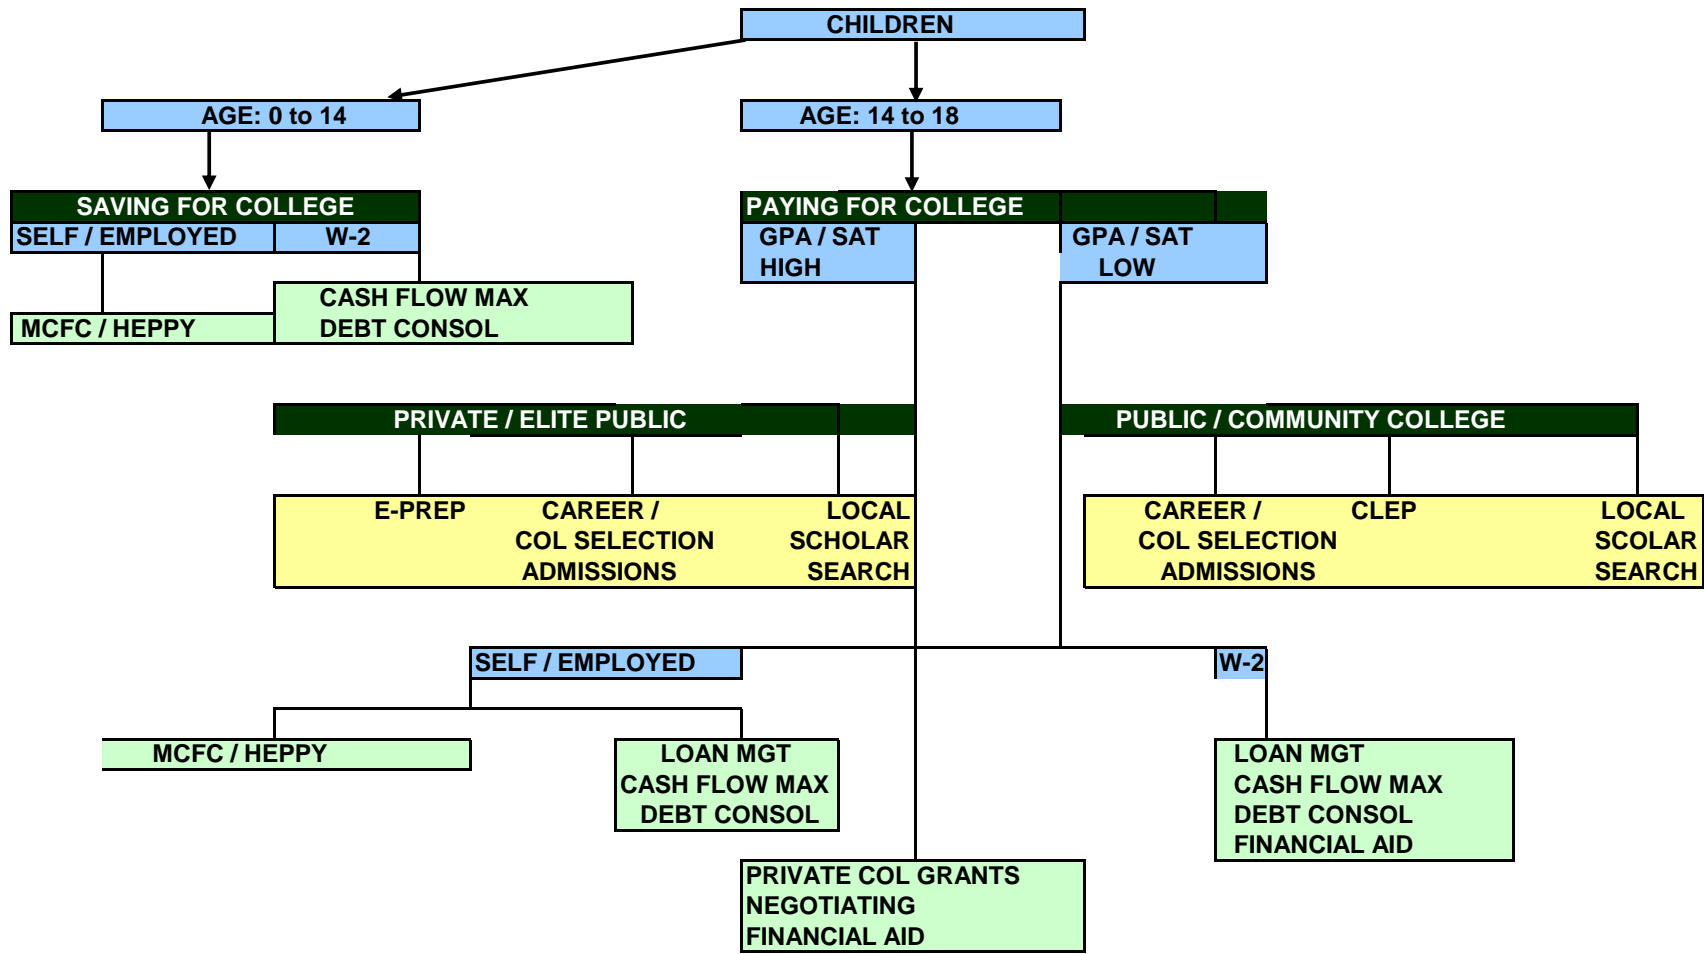 CHILDREN
AGE: 0 to 14
AGE: 14 to 18
SAVING FOR COLLEGE
PAYING FOR COLLEGE
SELF / EMPLOYED
W-2
GPA / SAT
HIGH
GPA / SAT
LOW
CASH FLOW MAX
DEBT CONSOL
MCFC / HEPPY
PRIVATE / ELITE PUBLIC
PUBLIC / COMMUNITY COLLEGE
E-PREP
CAREER /
COL SELECTION
ADMISSIONS
LOCAL
SCHOLAR
SEARCH
CAREER /
COL SELECTION
ADMISSIONS
CLEP
LOCAL
SCOLAR
SEARCH
SELF / EMPLOYED
W-2
MCFC / HEPPY
LOAN MGT
CASH FLOW MAX
DEBT CONSOL
LOAN MGT
CASH FLOW MAX
DEBT CONSOL
FINANCIAL AID
PRIVATE COL GRANTS
NEGOTIATING
FINANCIAL AID